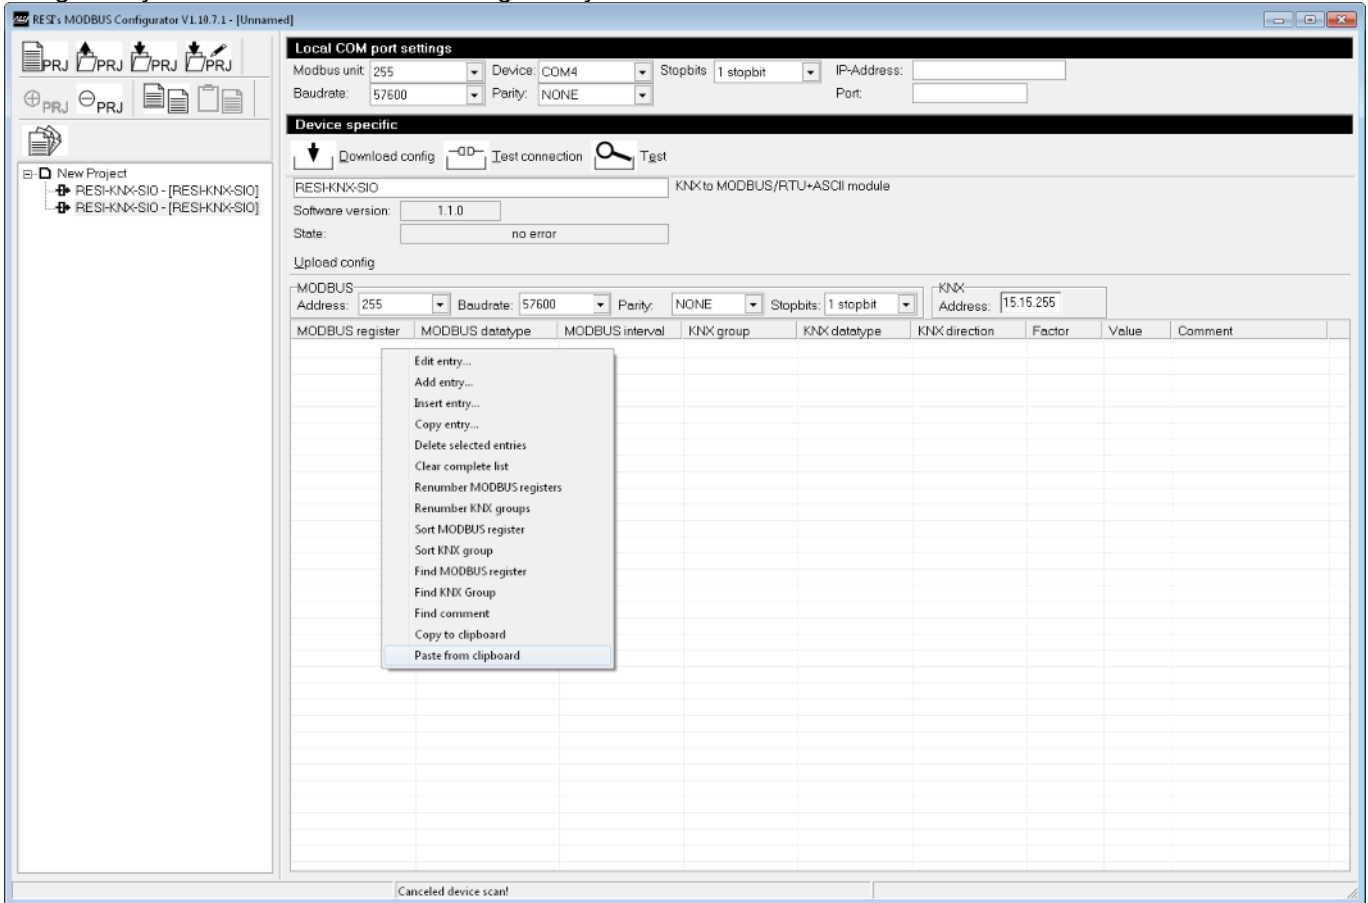 RESI's MODBUS Configurator V1.10.7.1 - [Unnamed]
PRJ PRJ PRJ PRJ
PRJ PRJ
New Project
RESI-KNX-SIO - [RESI-KNX-SIO]
RESI-KNX-SIO - [RESI-KNX-SIO]
Local COM port settings
Modbus unit: 255 Device: COM4 Stopbits 1 stopbit IP-Address:
Baudrate: 57600 Parity: NONE Port:
Device specific
Download config Test connection Test
RESI-KNX-SIO KNX to MODBUS/RTU+ASCII module
Software version: 1.1.0
State: no error
Upload config
MODBUS KNX
Address: 255 Baudrate: 57600 Parity: NONE Stopbits: 1 stopbit Address: 15.15.255
MODBUS register MODBUS datatype MODBUS interval KNX group KNX datatype KNX direction Factor Value Comment
Edit entry...
Add entry...
Insert entry...
Copy entry...
Delete selected entries
Clear complete list
Renumber MODBUS registers
Renumber KNX groups
Sort MODBUS register
Sort KNX group
Find MODBUS register
Find KNX Group
Find comment
Copy to clipboard
Paste from clipboard
Canceled device scan!